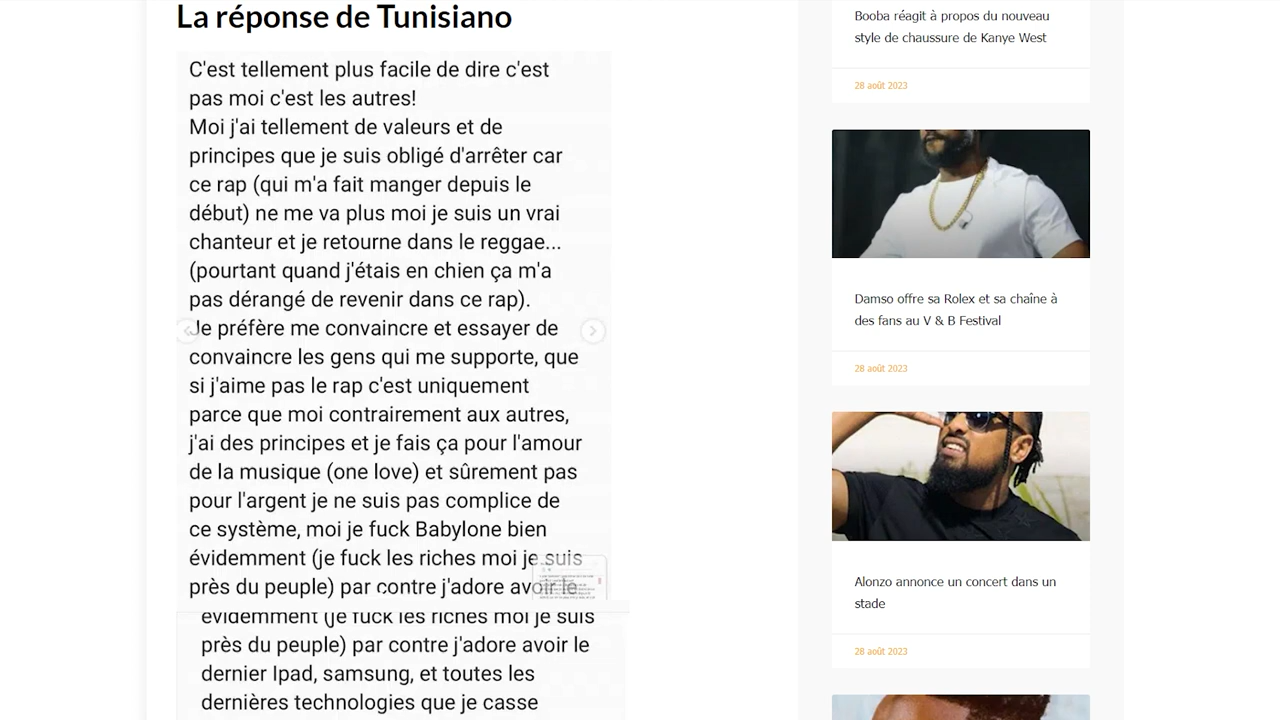 La réponse de Tunisiano
C'est tellement plus facile de dire c'est
pas moi c'est les autres!
Moi j'ai tellement de valeurs et de
principes que je suis obligé d'arrêter car
ce rap (qui m'a fait manger depuis le
début) ne me va plus moi je suis un vrai
chanteur et je retourne dans le reggae...
(pourtant quand j'étais en chien ça m'a
pas dérangé de revenir dans ce rap).
Je préfère me convaincre et essayer de
convaincre les gens qui me supporte, que
si j'aime pas le rap c'est uniquement
parce que moi contrairement aux autres,
j'ai des principes et je fais ça pour l'amour
de la musique (one love) et sûrement pas
pour l'argent je ne suis pas complice de
ce système, moi je fuck Babylone bien
évidemment (je fuck les riches moi je suis
près du peuple) par contre j'adore avoir le
évidemment (je fuck les riches moi je suis
près du peuple) par contre j'adore avoir le
dernier Ipad, samsung, et toutes les
dernières technologies que je casse
Booba réagit à propos du nouveau
style de chaussure de Kanye West
28 août 2023
Damso offre sa Rolex et sa chaîne à
des fans au V & B Festival
28 août 2023
Alonzo annonce un concert dans un
stade
28 août 2023